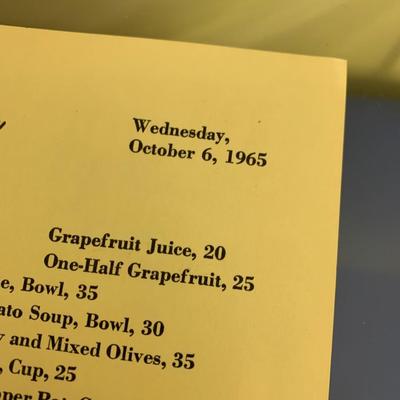 Wednesday,
October 6, 1965
Grapefruit Juice, 20
One-Half Grapefruit, 25
e, Bowl, 35
ato Soup, Bowl, 30
y and Mixed Olives, 35
, Cup, 25